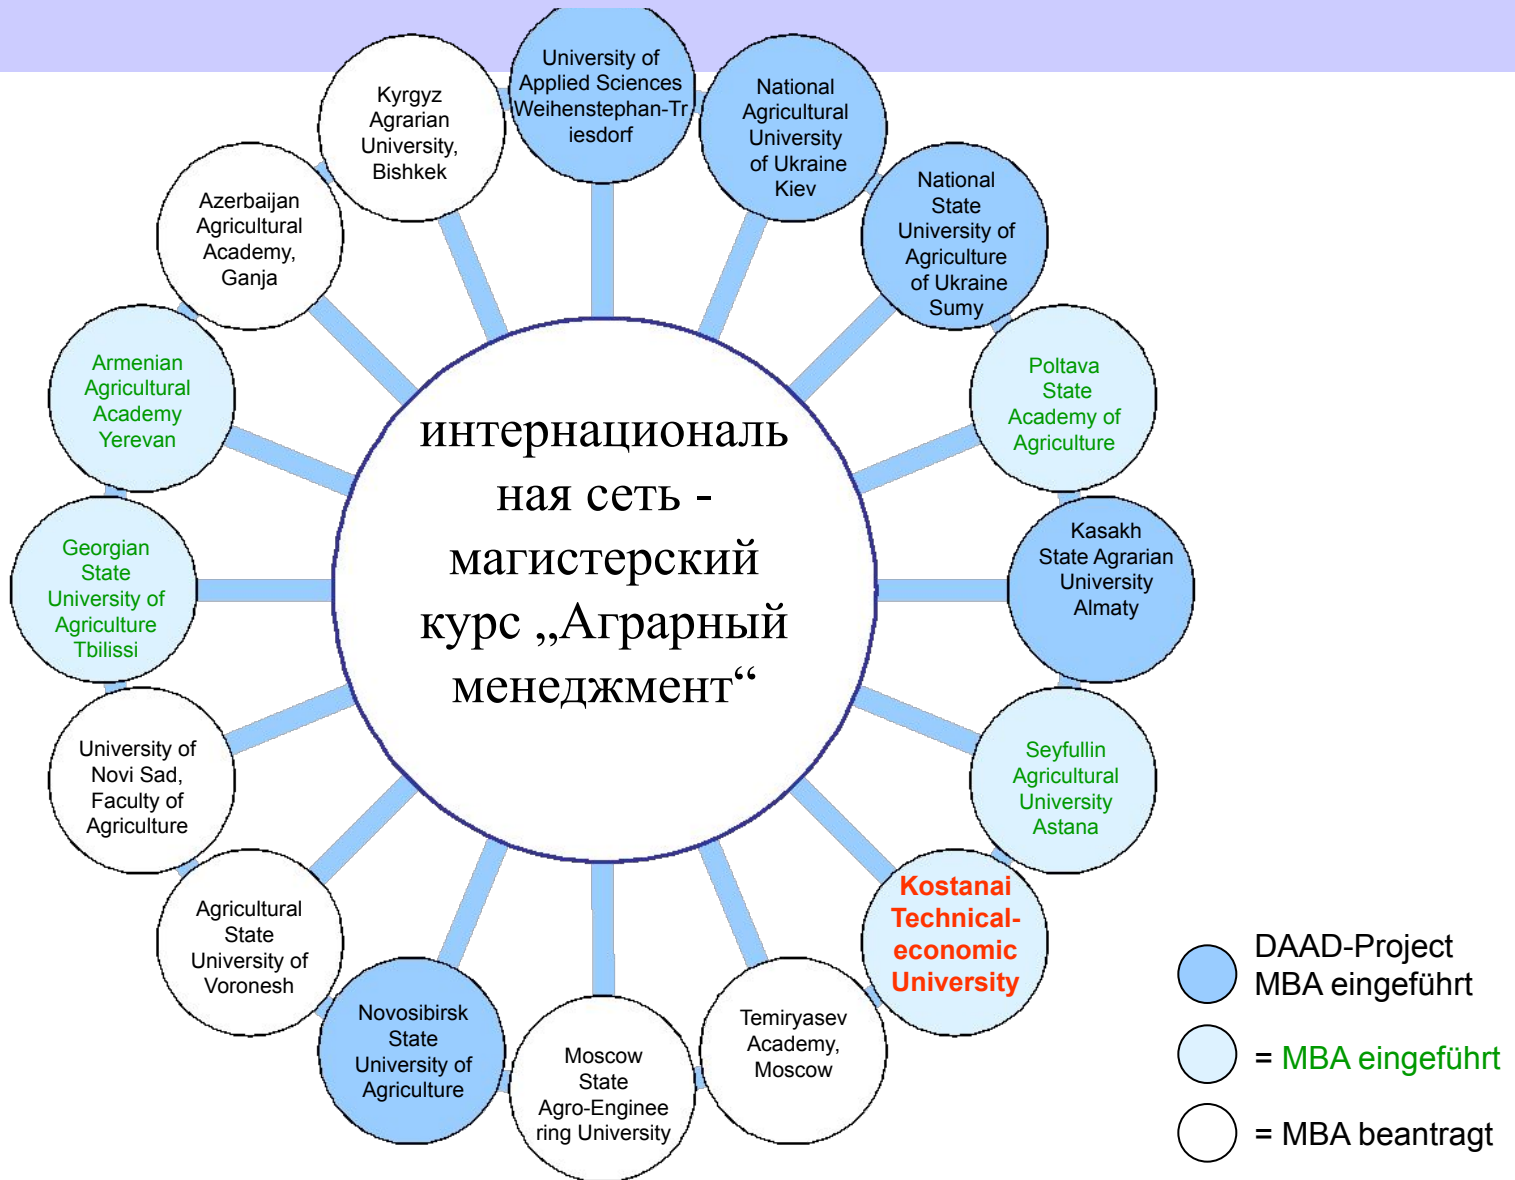 University of
Applied Sciences
Weihenstephan-Tr
iesdorf
National
Agricultural
University
of Ukraine
Kiev
National
State
University of
Agriculture
of Ukraine
Sumy
Poltava
State
Academy of
Agriculture
Kasakh
State Agrarian
University
Almaty
Seyfullin
Agricultural
University
Astana
Kostanai
Technical-
economic
University
Temiryasev
Academy,
Moscow
Moscow
State
Agro-Enginee
ring University
Novosibirsk
State
University of
Agriculture
Agricultural
State
University of
Voronesh
University of
Novi Sad,
Faculty of
Agriculture
Georgian
State
University of
Agriculture
Tbilissi
Armenian
Agricultural
Academy
Yerevan
Azerbaijan
Agricultural
Academy,
Ganja
Kyrgyz
Agrarian
University,
Bishkek
интернациональ
ная сеть -
магистерский
курс „Аграрный
менеджмент“
DAAD-Project
MBA eingeführt
= MBA eingeführt
= MBA beantragt